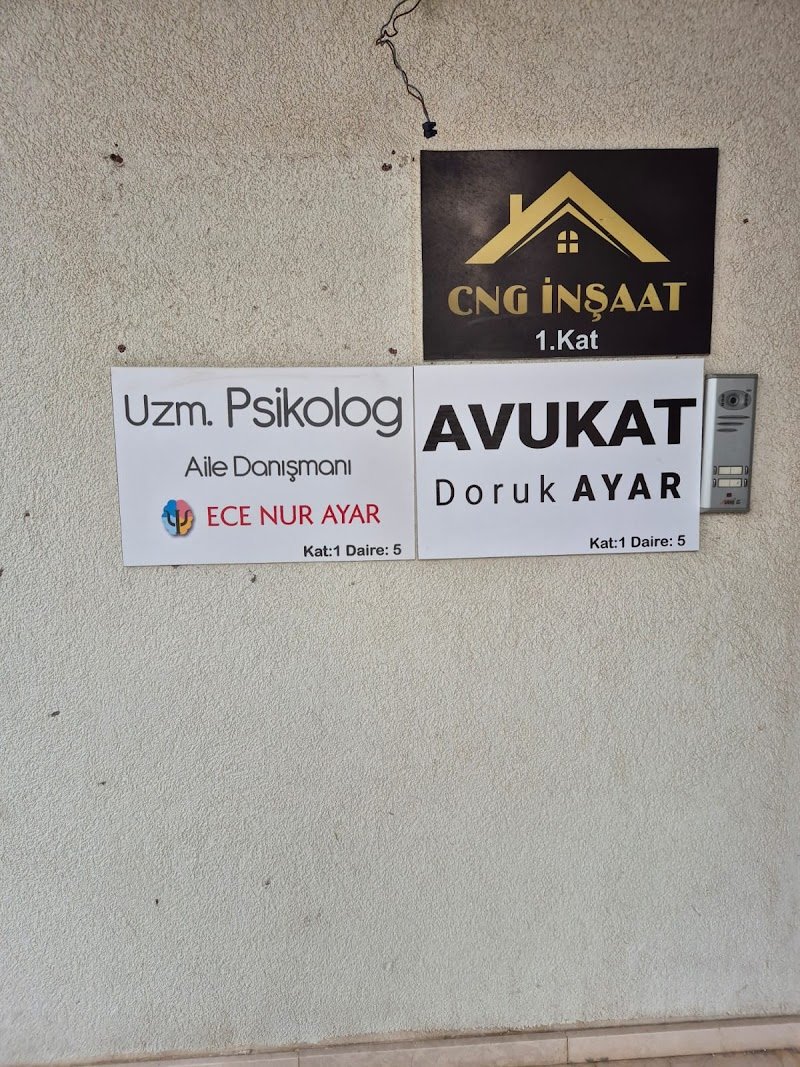 CNG İNŞAAT
1.Kat
Uzm. Psikolog
Aile Danışmanı
ECE NUR AYAR
Kat:1 Daire: 5
AVUKAT
Doruk AYAR
Kat:1 Daire: 5